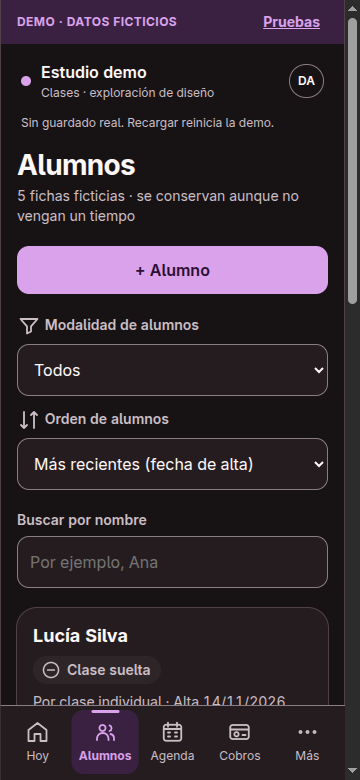 DEMO · DATOS FICTICIOS
Pruebas
Estudio demo
Clases · exploración de diseño
DA
Sin guardado real. Recargar reinicia la demo.
Alumnos
5 fichas ficticias · se conservan aunque no
vengan un tiempo
+ Alumno
Modalidad de alumnos
Todos
Orden de alumnos
Más recientes (fecha de alta)
Buscar por nombre
Por ejemplo, Ana
Lucía Silva
Clase suelta
Por clase individual · Alta 14/11/2026
Hoy
Alumnos
Agenda
Cobros
Más